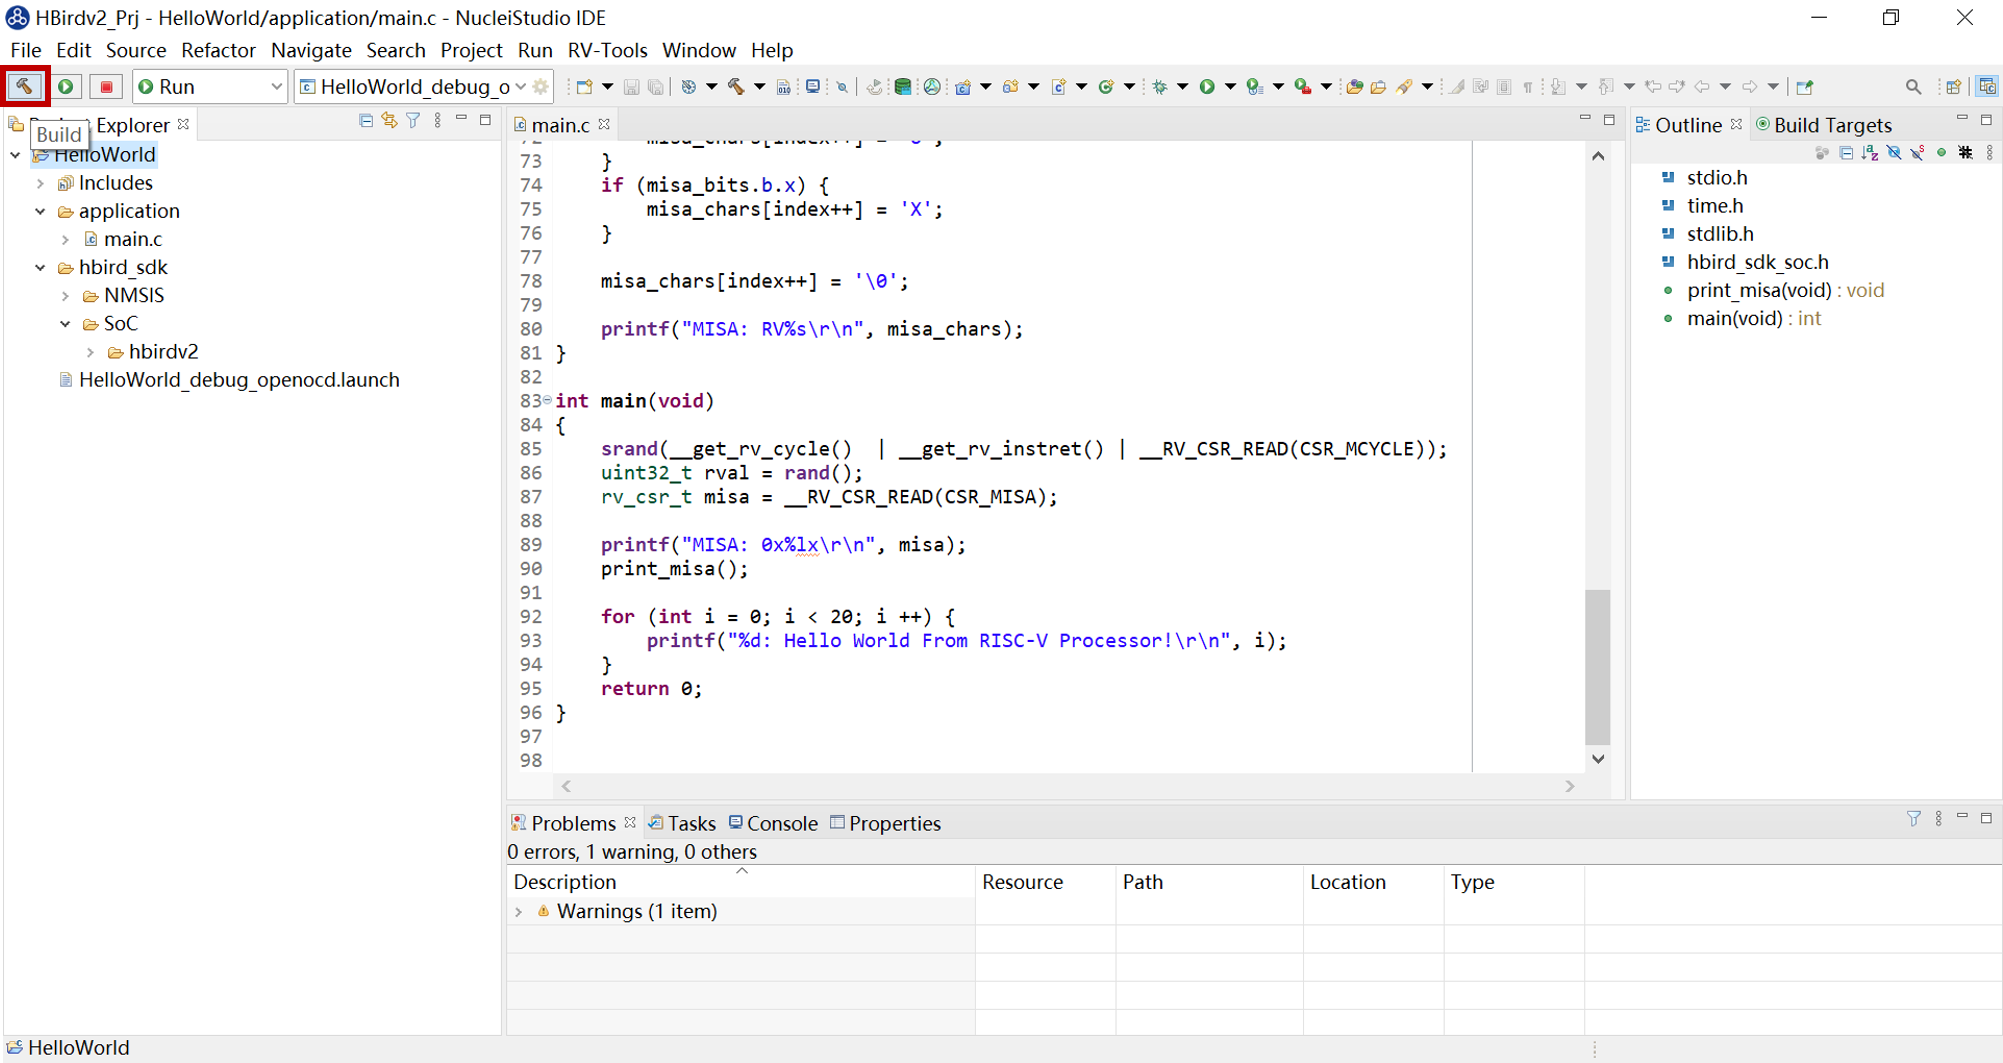 HBirdv2_Prj - HelloWorld/application/main.c - NucleiStudio IDE
File Edit Source Refactor Navigate Search Project Run RV-Tools Window Help
Run HelloWorld_debug_o
Explorer
Build
HelloWorld
Includes
application
main.c
hbird_sdk
NMSIS
SoC
hbirdv2
HelloWorld_debug_openocd.launch
main.c
73 }
74 if (misa_bits.b.x) {
75 misa_chars[index++] = 'X';
76 }
77
78 misa_chars[index++] = '\0';
79
80 printf("MISA: RV%s\r\n", misa_chars);
81 }
82
83 int main(void)
84 {
85 srand(__get_rv_cycle() | __get_rv_instret() | __RV_CSR_READ(CSR_MCYCLE));
86 uint32_t rval = rand();
87 rv_csr_t misa = __RV_CSR_READ(CSR_MISA);
88
89 printf("MISA: 0x%lx\r\n", misa);
90 print_misa();
91
92 for (int i = 0; i < 20; i ++) {
93 printf("%d: Hello World From RISC-V Processor!\r\n", i);
94 }
95 return 0;
96 }
97
98
Outline Build Targets
stdio.h
time.h
stdlib.h
hbird_sdk_soc.h
print_misa(void) : void
main(void) : int
Problems Tasks Console Properties
0 errors, 1 warning, 0 others
Description Resource Path Location Type
Warnings (1 item)
HelloWorld